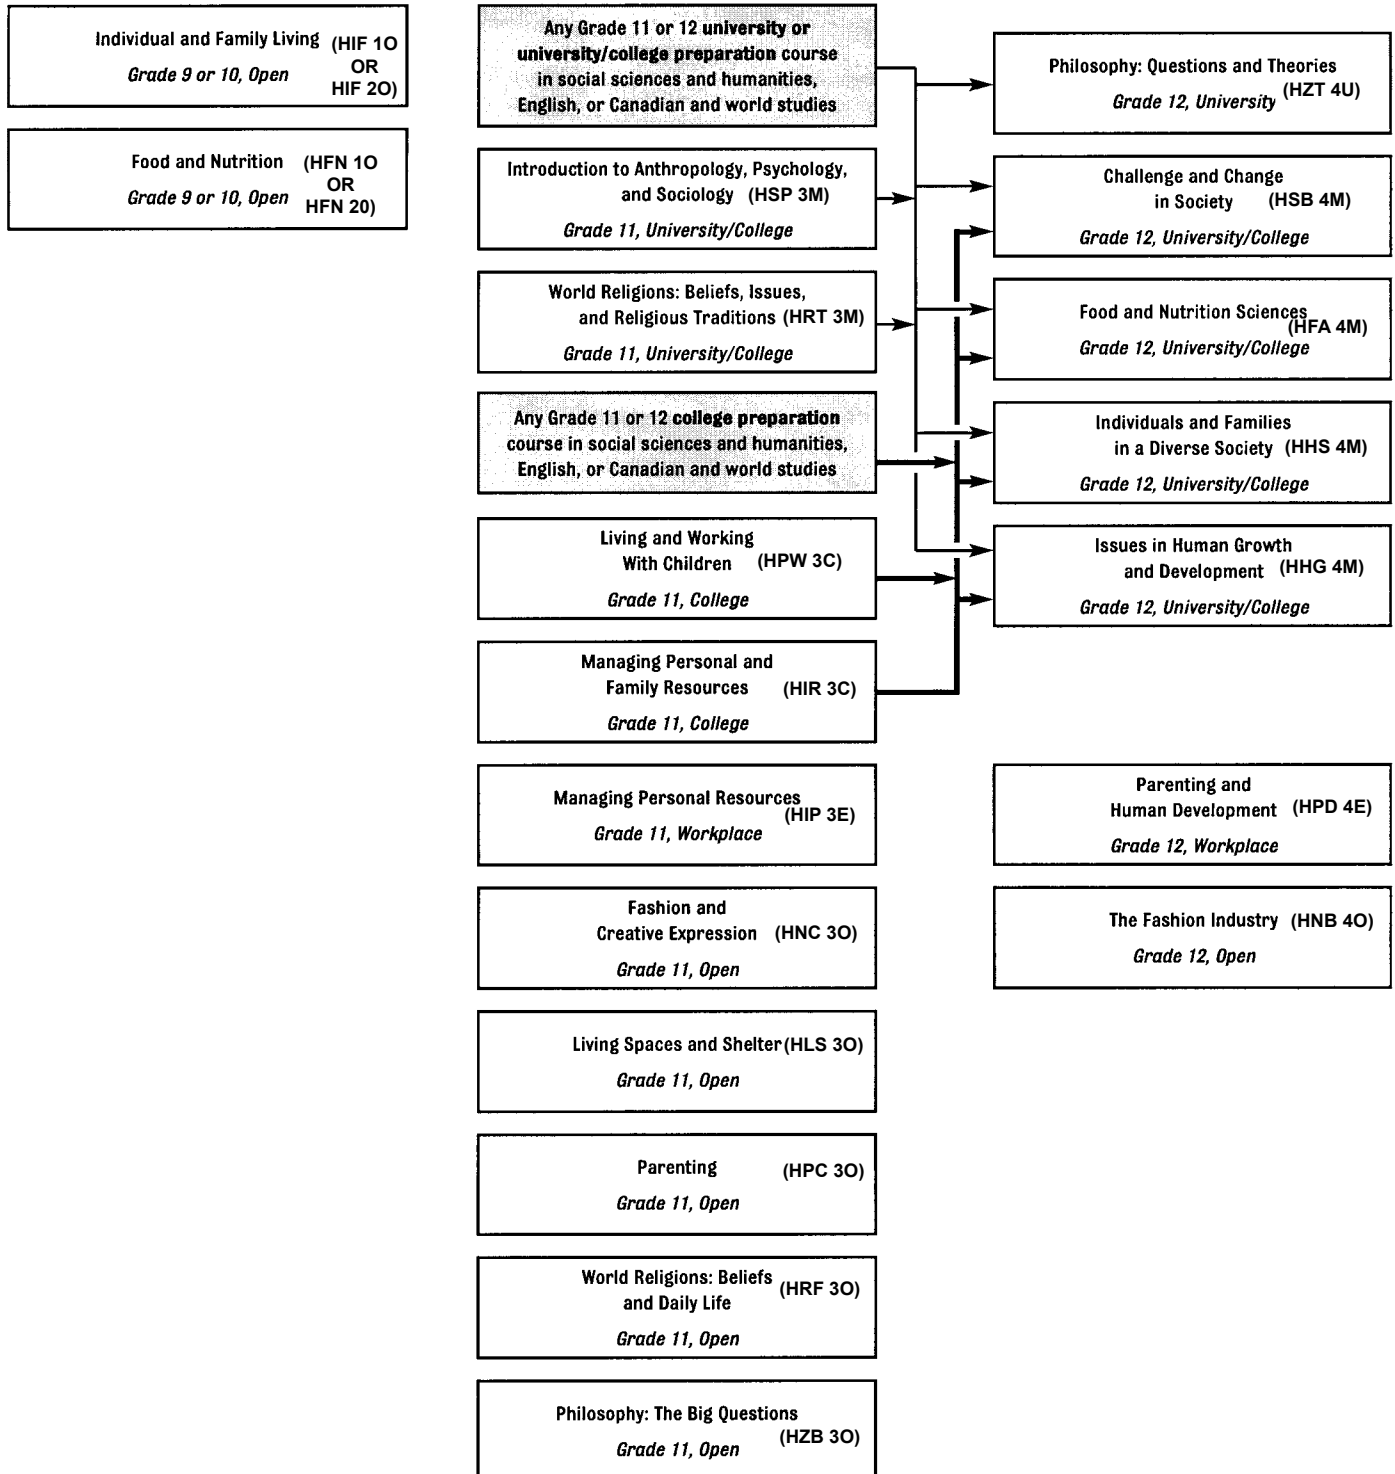 Individual and Family Living (HIF 1O
OR
Grade 9 or 10, Open HIF 2O)
Food and Nutrition (HFN 1O
OR
Grade 9 or 10, Open HFN 20)
Any Grade 11 or 12 university or
university/college preparation course
in social sciences and humanities,
English, or Canadian and world studies
Introduction to Anthropology, Psychology,
and Sociology (HSP 3M)
Grade 11, University/College
World Religions: Beliefs, Issues,
and Religious Traditions (HRT 3M)
Grade 11, University/College
Any Grade 11 or 12 college preparation
course in social sciences and humanities,
English, or Canadian and world studies
Living and Working
With Children (HPW 3C)
Grade 11, College
Managing Personal and
Family Resources (HIR 3C)
Grade 11, College
Managing Personal Resources
(HIP 3E)
Grade 11, Workplace
Fashion and
Creative Expression (HNC 3O)
Grade 11, Open
Living Spaces and Shelter (HLS 3O)
Grade 11, Open
Parenting (HPC 3O)
Grade 11, Open
World Religions: Beliefs
and Daily Life (HRF 3O)
Grade 11, Open
Philosophy: The Big Questions
(HZB 3O)
Grade 11, Open
Philosophy: Questions and Theories
Grade 12, University (HZT 4U)
Challenge and Change
in Society (HSB 4M)
Grade 12, University/College
Food and Nutrition Sciences
(HFA 4M)
Grade 12, University/College
Individuals and Families
in a Diverse Society (HHS 4M)
Grade 12, University/College
Issues in Human Growth
and Development (HHG 4M)
Grade 12, University/College
Parenting and
Human Development (HPD 4E)
Grade 12, Workplace
The Fashion Industry (HNB 4O)
Grade 12, Open